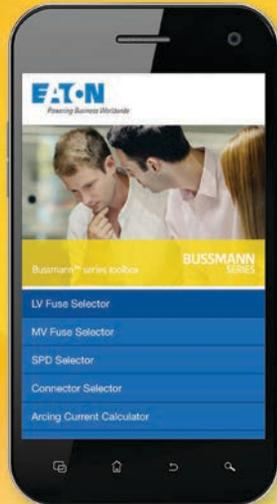 EATON
Powering Business Worldwide
Bussmann™ series toolbox
BUSSMANN
SERIES
LV Fuse Selector
MV Fuse Selector
SPD Selector
Connector Selector
Arcing Current Calculator